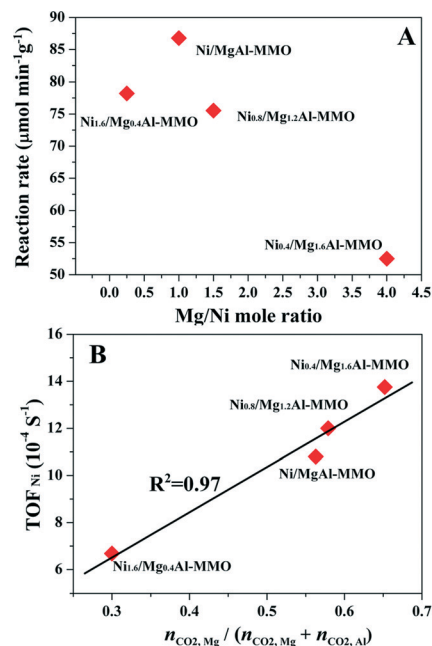 A
Reaction rate (μmol min⁻¹g⁻¹)
90
85
80
75
70
65
60
55
50
Ni/MgAl-MMO
Ni₁.₆/Mg₀.₄Al-MMO
Ni₀.₈/Mg₁.₂Al-MMO
Ni₀.₄/Mg₁.₆Al-MMO
0.0 0.5 1.0 1.5 2.0 2.5 3.0 3.5 4.0 4.5
Mg/Ni mole ratio
B
TOF Ni (10⁻⁴ S⁻¹)
16
14
12
10
8
6
Ni₀.₄/Mg₁.₆Al-MMO
Ni₀.₈/Mg₁.₂Al-MMO
Ni/MgAl-MMO
R²=0.97
Ni₁.₆/Mg₀.₄Al-MMO
0.3 0.4 0.5 0.6 0.7
nCO2, Mg / (nCO2, Mg + nCO2, Al)